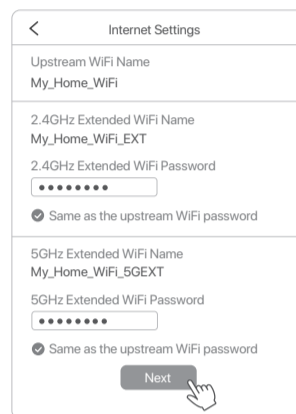 Internet Settings
Upstream WiFi Name
My_Home_WiFi
2.4GHz Extended WiFi Name
My_Home_WiFi_EXT
2.4GHz Extended WiFi Password
●●●●●●●●
Same as the upstream WiFi password
5GHz Extended WiFi Name
My_Home_WiFi_5GEXT
5GHz Extended WiFi Password
●●●●●●●●
Same as the upstream WiFi password
Next